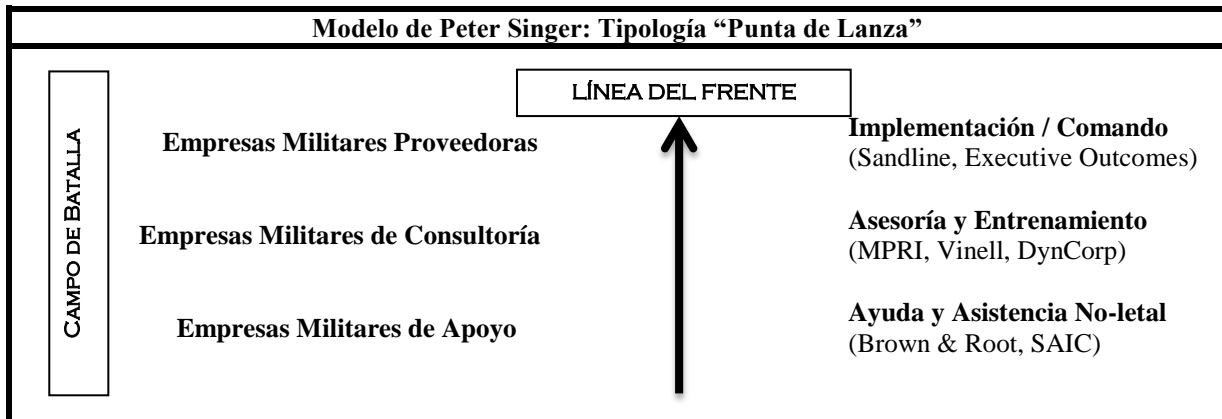 Modelo de Peter Singer: Tipología “Punta de Lanza”
CAMPO DE BATALLA
LÍNEA DEL FRENTE
Empresas Militares Proveedoras
Implementación / Comando
(Sandline, Executive Outcomes)
Empresas Militares de Consultoría
Asesoría y Entrenamiento
(MPRI, Vinell, DynCorp)
Empresas Militares de Apoyo
Ayuda y Asistencia No-letal
(Brown & Root, SAIC)